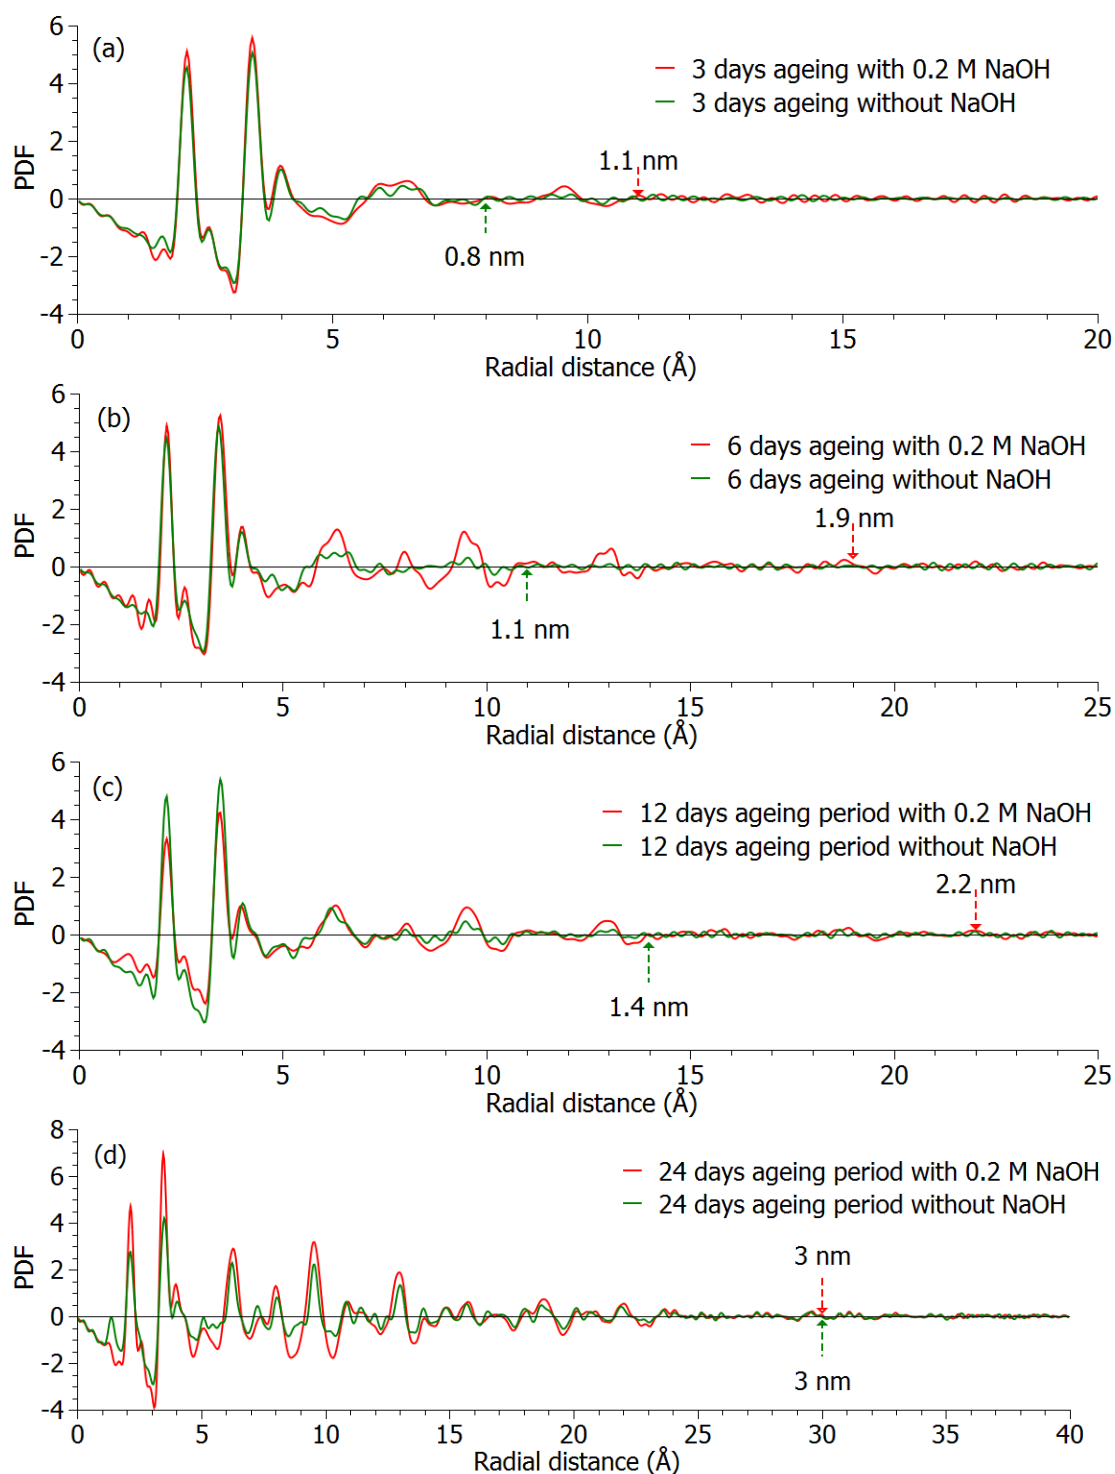 (a)
3 days ageing with 0.2 M NaOH
3 days ageing without NaOH
1.1 nm
0.8 nm
PDF
6
4
2
0
-2
-4
0 5 10 15 20
Radial distance (Å)
(b)
6 days ageing with 0.2 M NaOH
6 days ageing without NaOH
1.9 nm
1.1 nm
PDF
6
4
2
0
-2
-4
0 5 10 15 20 25
Radial distance (Å)
(c)
12 days ageing period with 0.2 M NaOH
12 days ageing period without NaOH
2.2 nm
1.4 nm
PDF
6
4
2
0
-2
-4
0 5 10 15 20 25
Radial distance (Å)
(d)
24 days ageing period with 0.2 M NaOH
24 days ageing period without NaOH
3 nm
3 nm
PDF
8
6
4
2
0
-2
-4
0 5 10 15 20 30 40
Radial distance (Å)